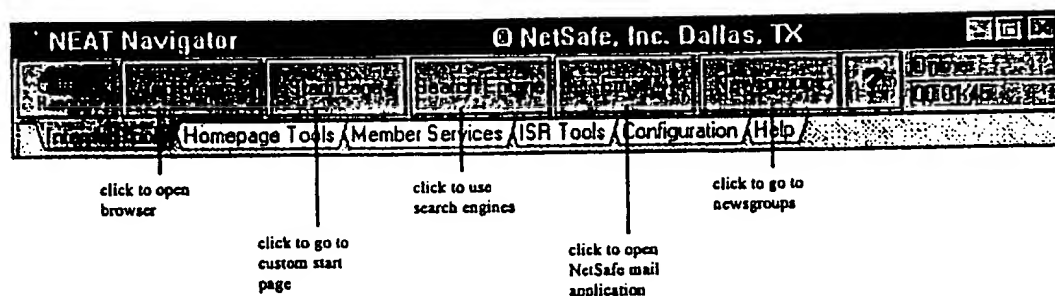 NEAT Navigator @ NetSafe, Inc. Dallas, TX
Start Page Search Engine
Homepage Tools Member Services ISR Tools Configuration Help
click to open
browser
click to go to
custom start
page
click to use
search engines
click to open
NetSafe mail
application
click to go to
newsgroups